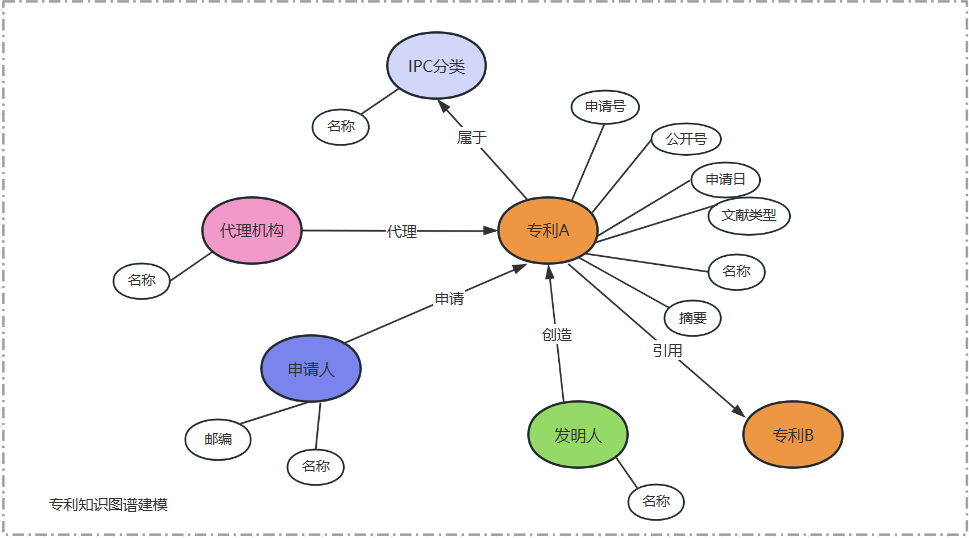 IPC分类
申请号
名称
公开号
属于
申请日
文献类型
代理机构
代理
专利A
名称
名称
申请
摘要
创造
引用
申请人
发明人
专利B
邮编
名称
名称
专利知识图谱建模